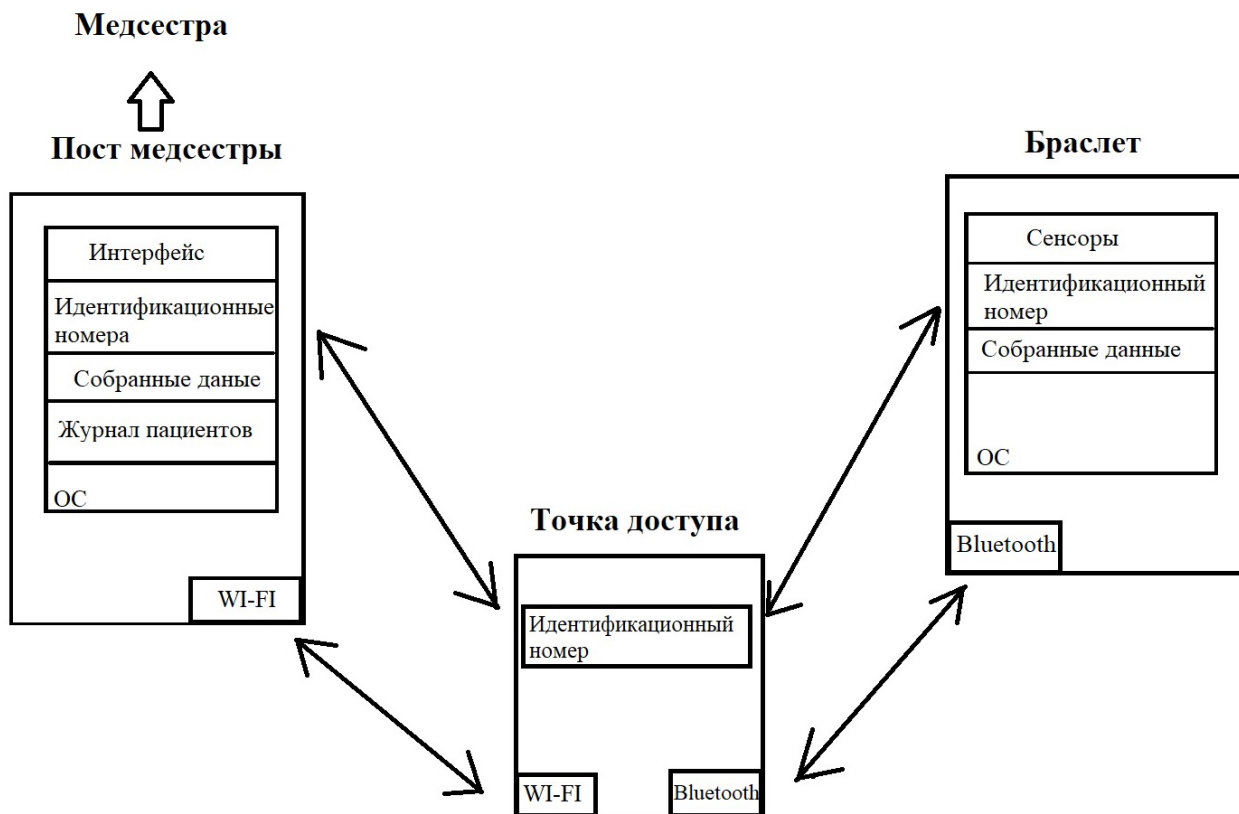 Медсестра
Пост медсестры
Интерфейс
Идентификационные
номера
Собранные даные
Журнал пациентов
ОС
WI-FI
Точка доступа
Идентификационный
номер
WI-FI
Bluetooth
Браслет
Сенсоры
Идентификационный
номер
Собранные данные
ОС
Bluetooth